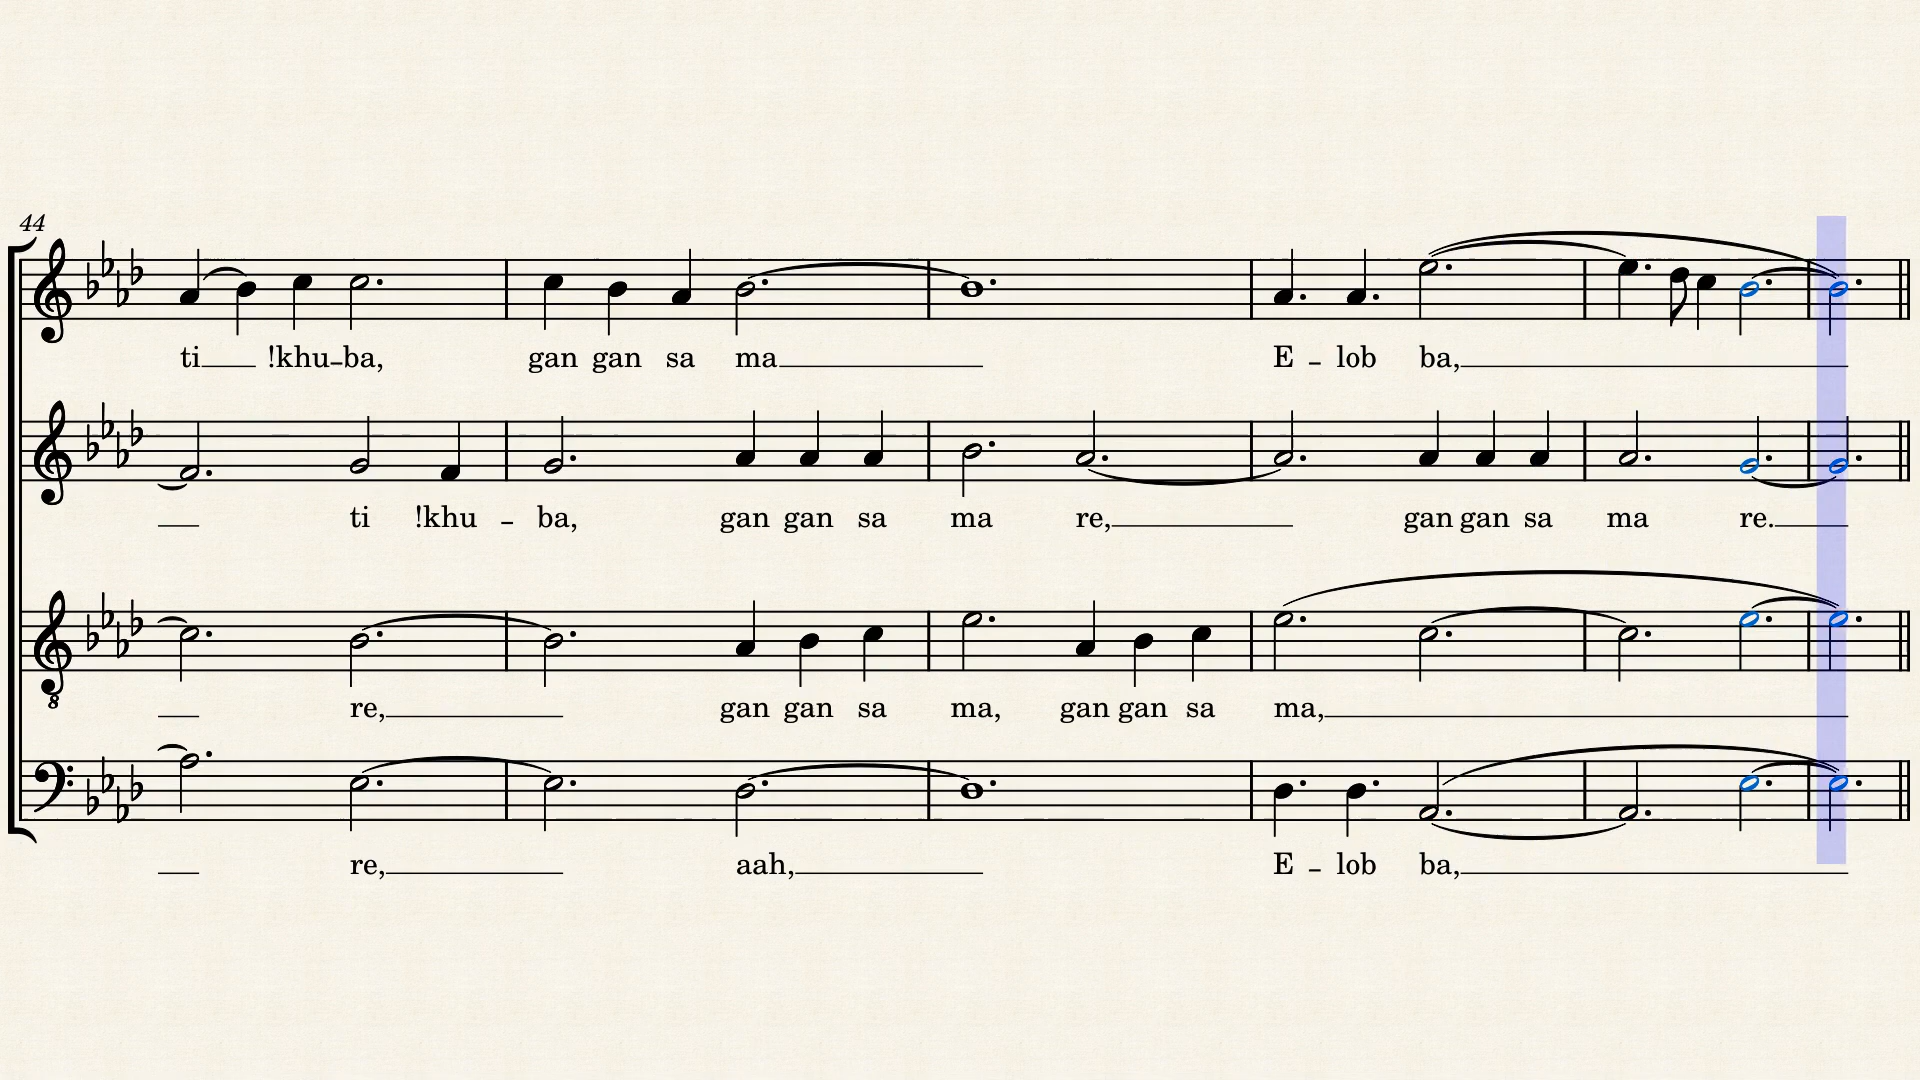 44
ti !khu-ba, gan gan sa ma E - lob ba,
ti !khu - ba, gan gan sa ma re, gan gan sa ma re.
re, gan gan sa ma, gan gan sa ma,
re, aah, E - lob ba,